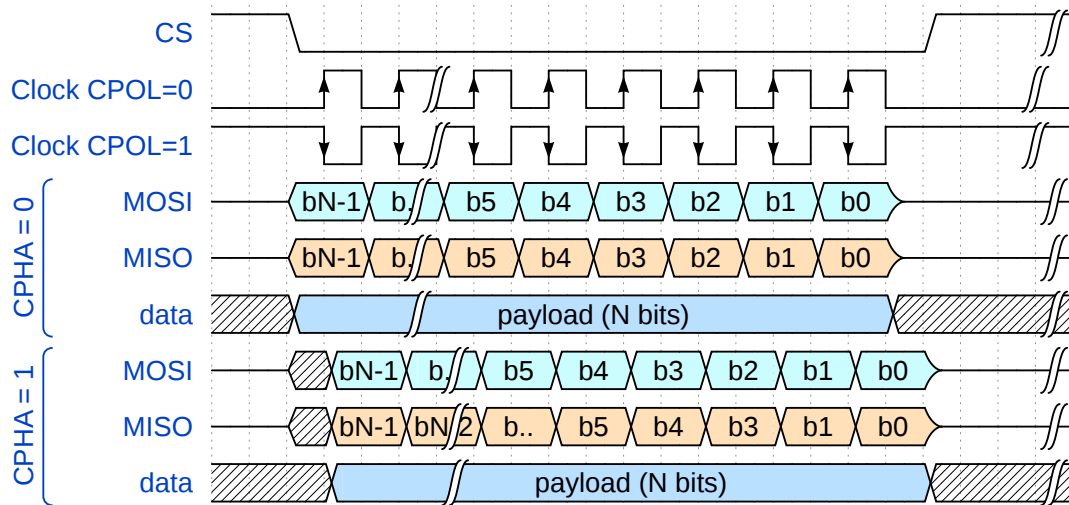 CS
Clock CPOL=0
Clock CPOL=1
CPHA = 0
MOSI bN-1 b. b5 b4 b3 b2 b1 b0
MISO bN-1 b. b5 b4 b3 b2 b1 b0
data payload (N bits)
CPHA = 1
MOSI bN-1 b. b5 b4 b3 b2 b1 b0
MISO bN-1 bN 2 b.. b5 b4 b3 b1 b0
data payload (N bits)